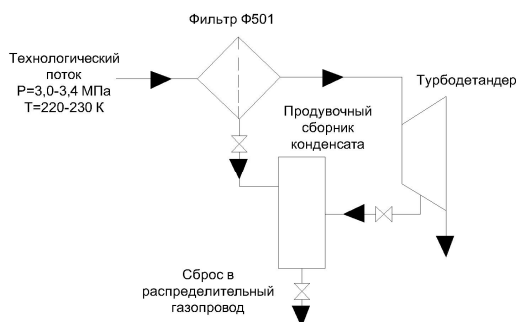 Фильтр Ф501
Технологический
поток
Р=3,0-3,4 МПа
Т=220-230 К
Турбодетандер
Продувочный
сборник
конденсата
Сброс в
распределительный
газопровод